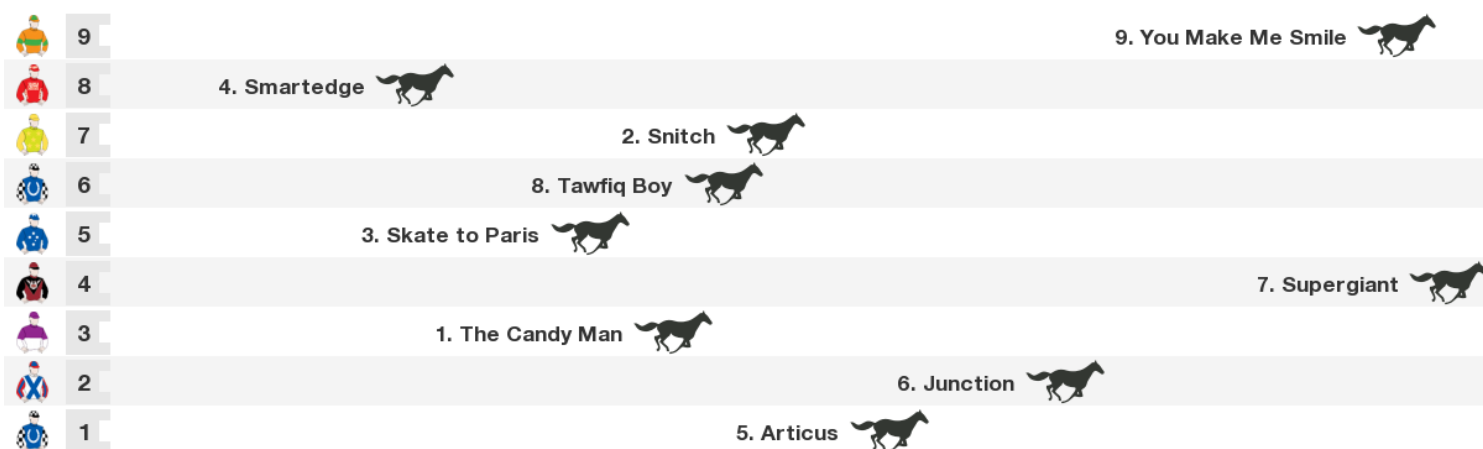 9 9. You Make Me Smile
8 4. Smartedge
7 2. Snitch
6 8. Tawfiq Boy
5 3. Skate to Paris
4 7. Supergiant
3 1. The Candy Man
2 6. Junction
1 5. Articus